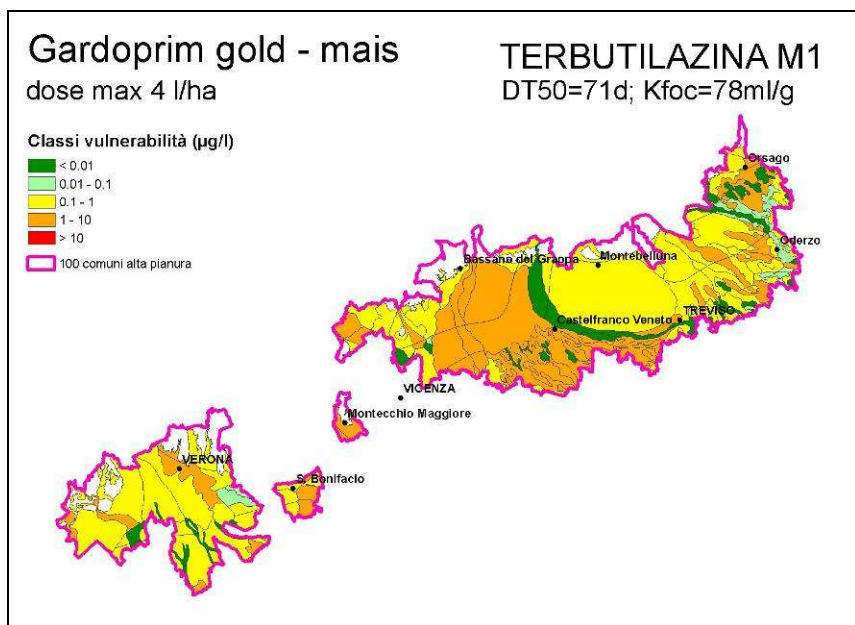 Gardoprim gold - mais
dose max 4 l/ha
TERBUTILAZINA M1
DT50=71d; Kfoc=78ml/g
Classi vulnerabilità (µg/l)
< 0.01
0.01 - 0.1
0.1 - 1
1 - 10
> 10
100 comuni alta pianura
Orsago
Oderzo
Bassano del Grappa
Montebelluna
TREVISO
Castelfranco Veneto
VICENZA
Montecchio Maggiore
VERONA
S. Bonifacio